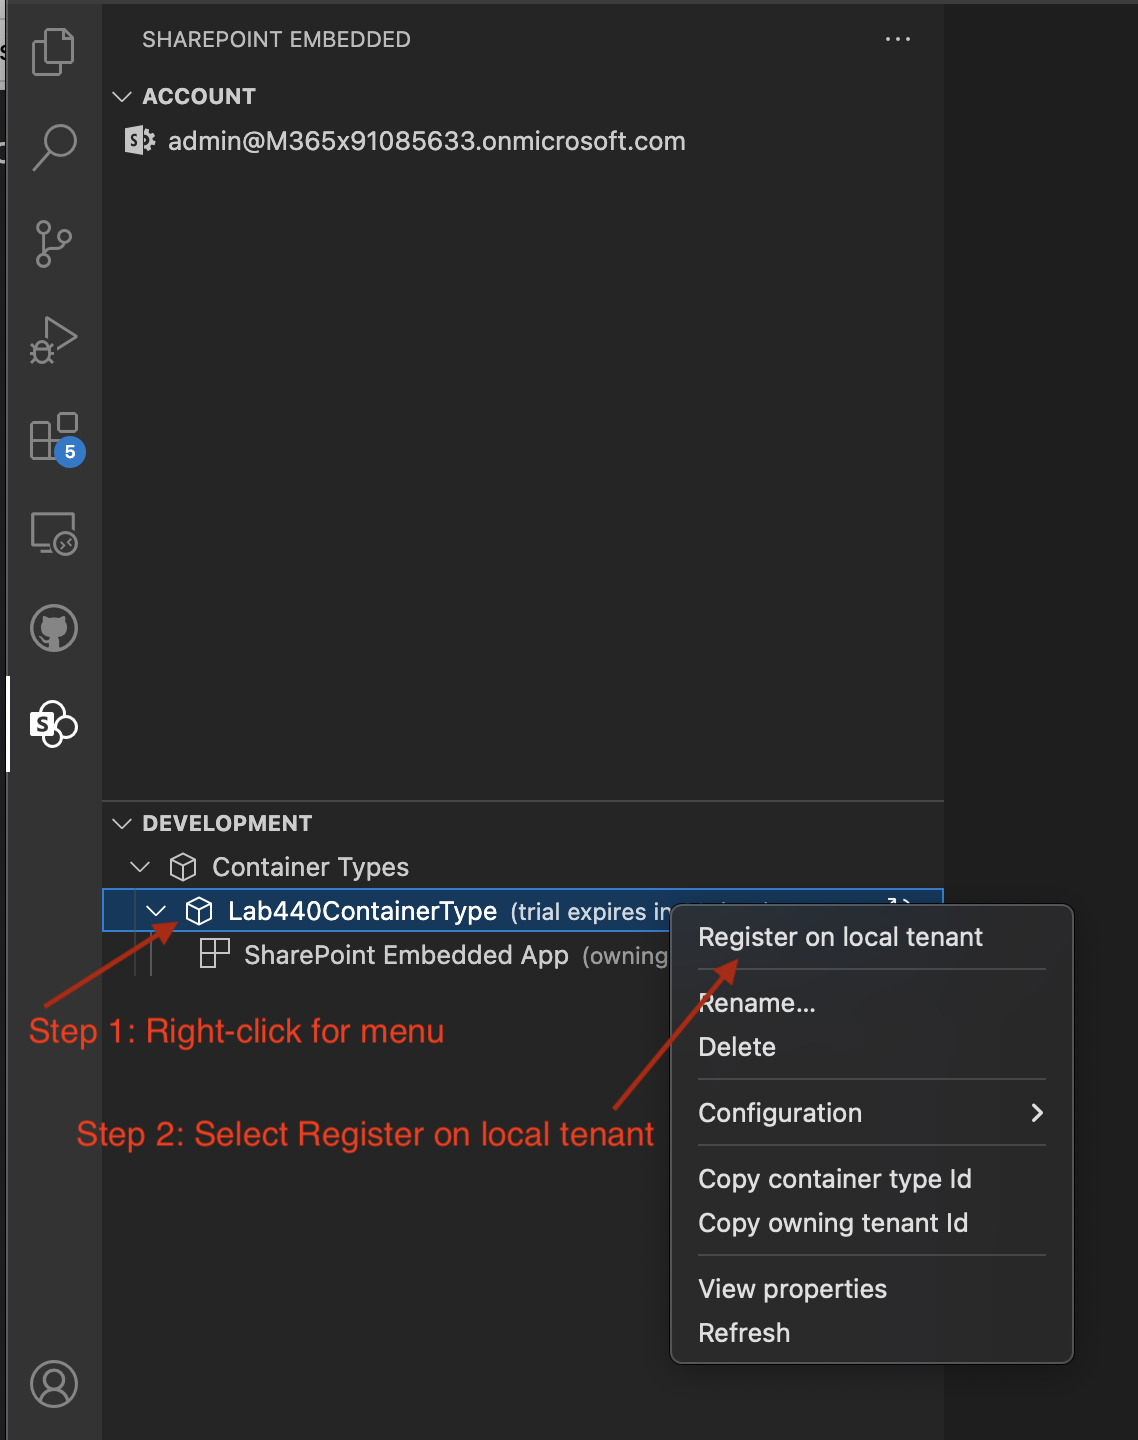 SHAREPOINT EMBEDDED
ACCOUNT
S admin@M365x91085633.onmicrosoft.com
5
S
DEVELOPMENT
Container Types
Lab440ContainerType (trial expires in
SharePoint Embedded App (owning
Step 1: Right-click for menu
Step 2: Select Register on local tenant
Register on local tenant
Rename...
Delete
Configuration
Copy container type Id
Copy owning tenant Id
View properties
Refresh